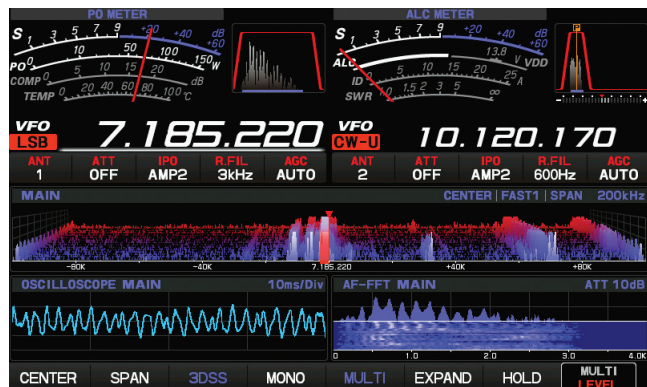 PO METER
ALC METER
S 1 3 5 7 9 +20 +40 dB +60
PO 0 10 50 100 150 W
COMP 0 5 10 15 20 dB
TEMP 0 20 40 60 80 100 °C
S 1 3 5 7 9 +20 +40 dB +60
ALC 13.8 V VDD
ID 0 5 10 15 20 25 A
SWR 1.5 2 3 5 ∞
P
- +
VFO
LSB 7.185.220
VFO
CW-U 10.120.170
ANT ATT IPO R.FIL AGC
1 OFF AMP2 3kHz AUTO
ANT ATT IPO R.FIL AGC
2 OFF AMP2 600Hz AUTO
MAIN CENTER | FAST1 | SPAN 200kHz
-80K -40K 7.185.220 +40K +80K
OSCILLOSCOPE MAIN 10ms/Div
AF-FFT MAIN ATT 10dB
0 1.0 2.0 3.0 4.0K
CENTER SPAN 3DSS MONO MULTI EXPAND HOLD MULTI
LEVEL